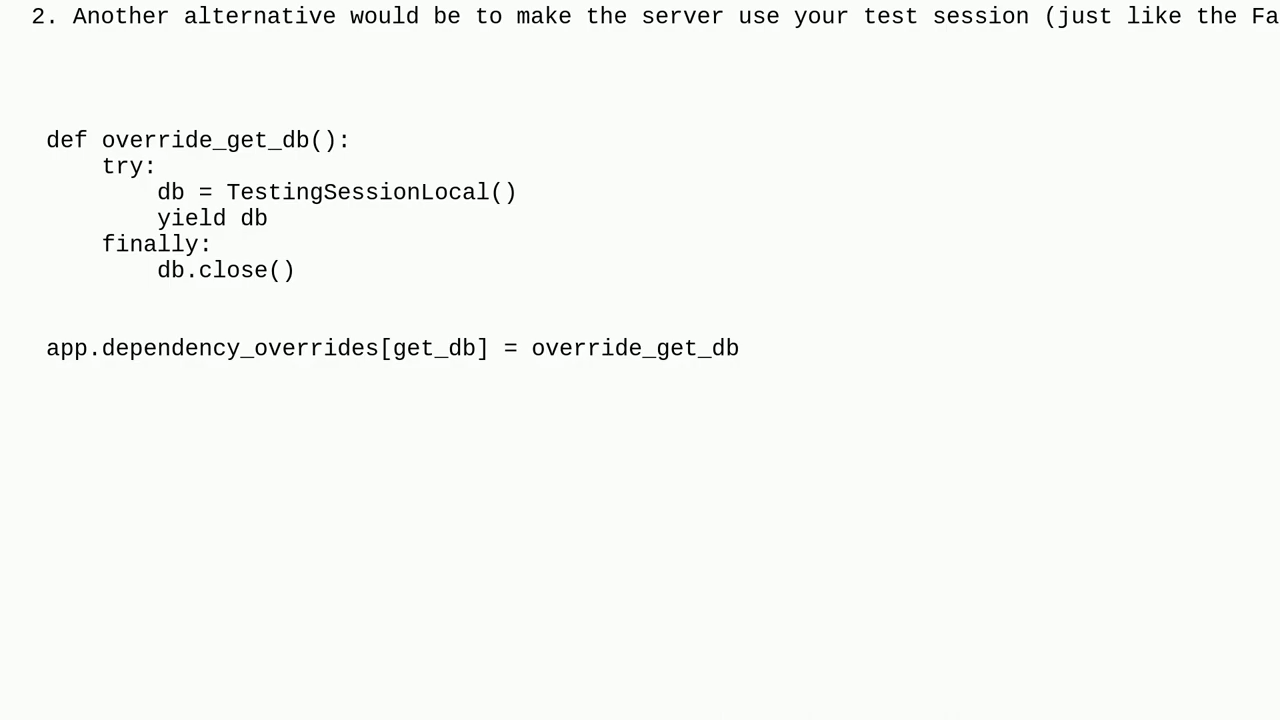 2. Another alternative would be to make the server use your test session (just like the Fa
def override_get_db():
    try:
        db = TestingSessionLocal()
        yield db
    finally:
        db.close()
app.dependency_overrides[get_db] = override_get_db